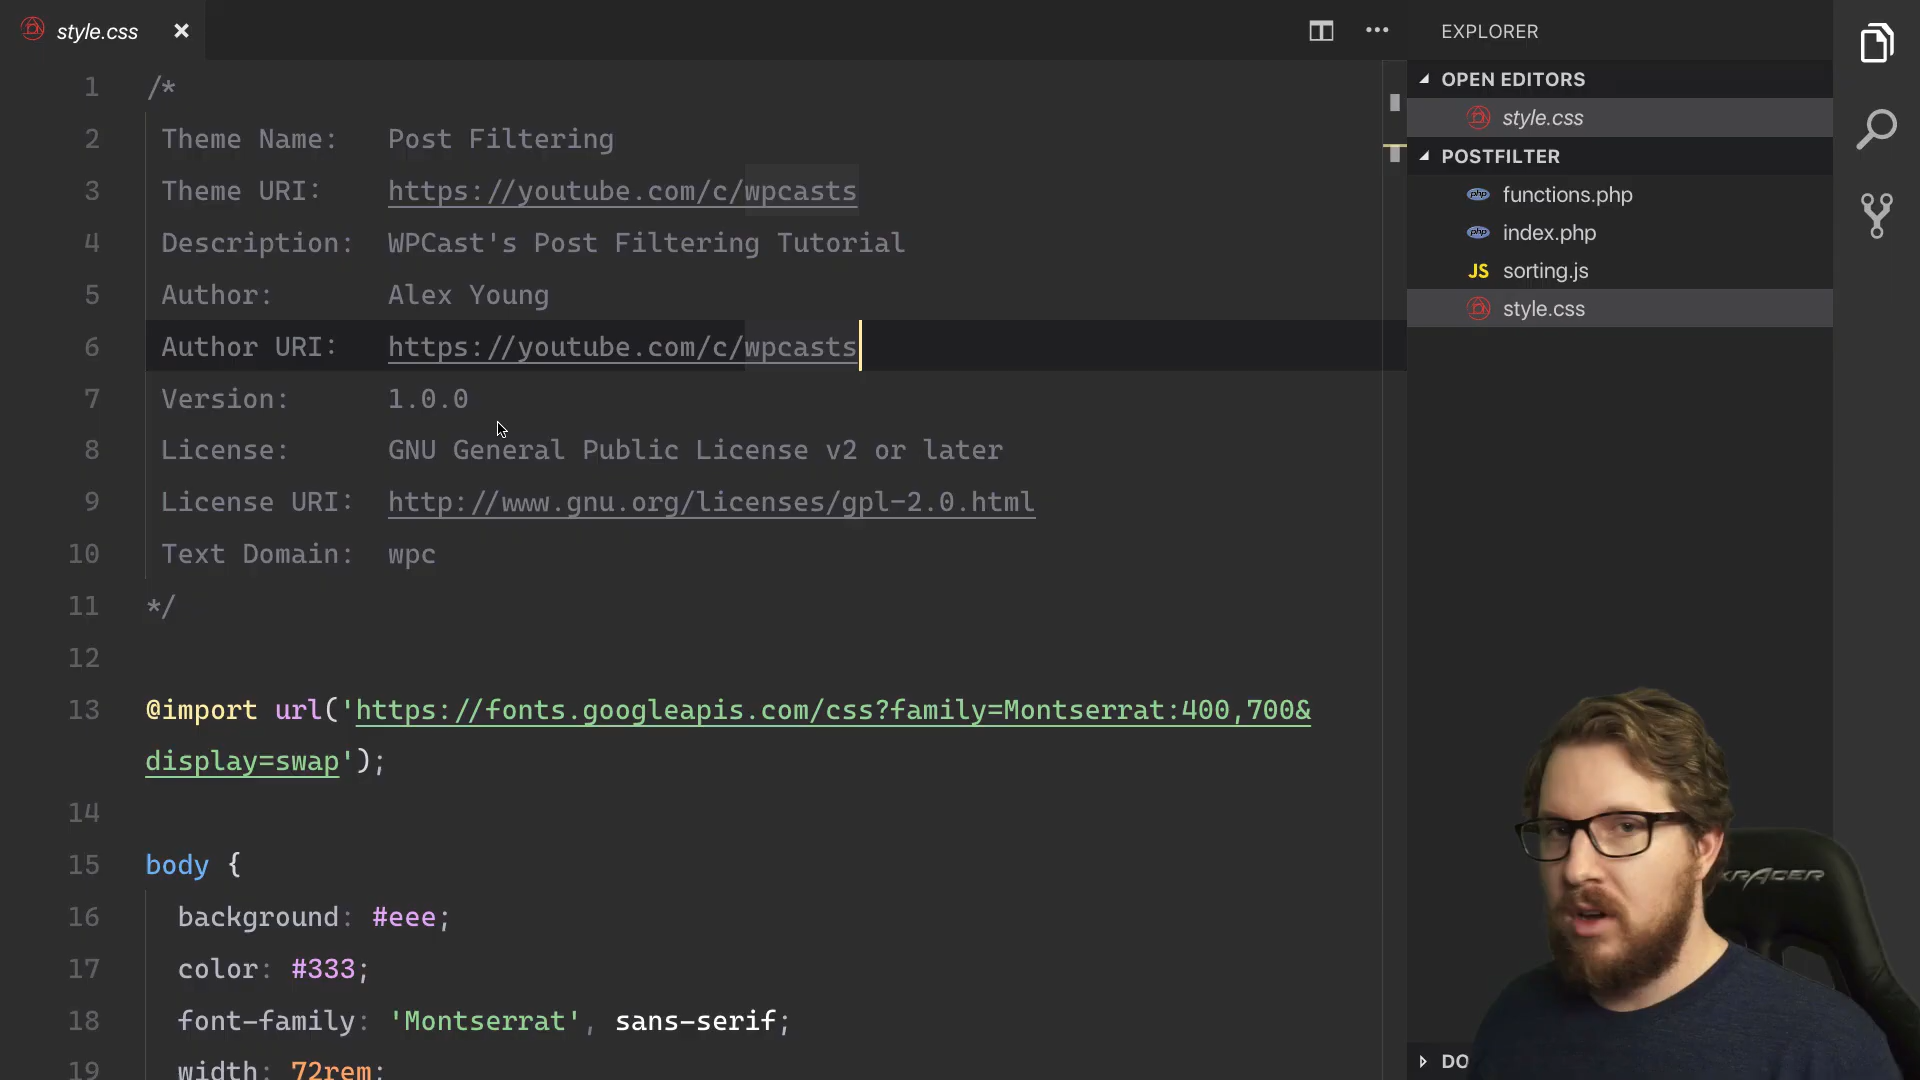 style.css
EXPLORER
OPEN EDITORS
style.css
POSTFILTER
php functions.php
php index.php
JS sorting.js
style.css
1 /*
2 Theme Name: Post Filtering
3 Theme URI: https://youtube.com/c/wpcasts
4 Description: WPCast's Post Filtering Tutorial
5 Author: Alex Young
6 Author URI: https://youtube.com/c/wpcasts
7 Version: 1.0.0
8 License: GNU General Public License v2 or later
9 License URI: http://www.gnu.org/licenses/gpl-2.0.html
10 Text Domain: wpc
11 */
12
13 @import url('https://fonts.googleapis.com/css?family=Montserrat:400,700&
display=swap');
14
15 body {
16 background: #eee;
17 color: #333;
18 font-family: 'Montserrat', sans-serif;
19 width: 72rem;
DO